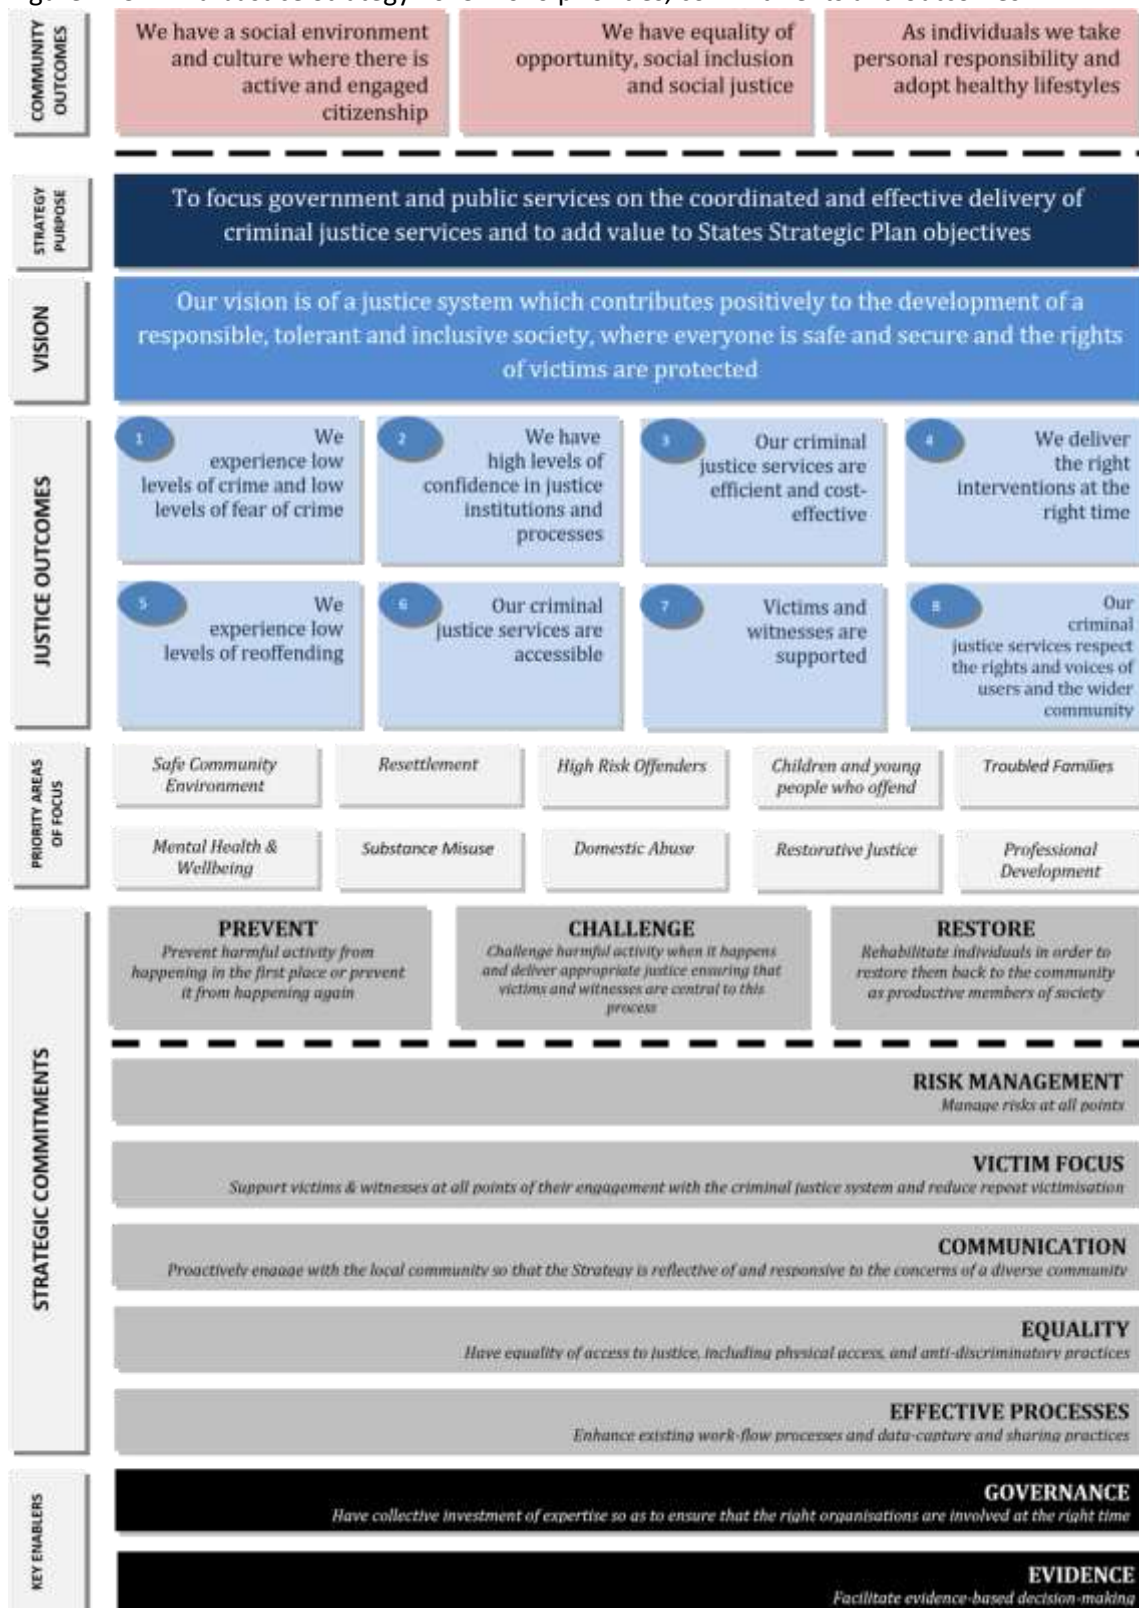 COMMUNITY
OUTCOMES
We have a social environment
and culture where there is
active and engaged
citizenship
We have equality of
opportunity, social inclusion
and social justice
As individuals we take
personal responsibility and
adopt healthy lifestyles
STRATEGY
PURPOSE
To focus government and public services on the coordinated and effective delivery of
criminal justice services and to add value to States Strategic Plan objectives
VISION
Our vision is of a justice system which contributes positively to the development of a
responsible, tolerant and inclusive society, where everyone is safe and secure and the rights
of victims are protected
JUSTICE OUTCOMES
1
We
experience low
levels of crime and low
levels of fear of crime
2
We have
high levels of
confidence in justice
institutions and
processes
3
Our criminal
justice services are
efficient and cost-
effective
4
We deliver
the right
interventions at the
right time
5
We
experience low
levels of reoffending
6
Our criminal
justice services are
accessible
7
Victims and
witnesses are
supported
8
Our
criminal
justice services respect
the rights and voices of
users and the wider
community
PRIORITY AREAS
OF FOCUS
Safe Community
Environment
Resettlement
High Risk Offenders
Children and young
people who offend
Troubled Families
Mental Health &
Wellbeing
Substance Misuse
Domestic Abuse
Restorative Justice
Professional
Development
STRATEGIC COMMITMENTS
PREVENT
Prevent harmful activity from
happening in the first place or prevent
it from happening again
CHALLENGE
Challenge harmful activity when it happens
and deliver appropriate justice ensuring that
victims and witnesses are central to this
process
RESTORE
Rehabilitate individuals in order to
restore them back to the community
as productive members of society
RISK MANAGEMENT
Manage risks at all points
VICTIM FOCUS
Support victims & witnesses at all points of their engagement with the criminal justice system and reduce repeat victimisation
COMMUNICATION
Proactively engage with the local community so that the Strategy is reflective of and responsive to the concerns of a diverse community
EQUALITY
Have equality of access to justice, including physical access, and anti-discriminatory practices
EFFECTIVE PROCESSES
Enhance existing work-flow processes and data-capture and sharing practices
KEY ENABLERS
GOVERNANCE
Have collective investment of expertise so as to ensure that the right organisations are involved at the right time
EVIDENCE
Facilitate evidence-based decision-making